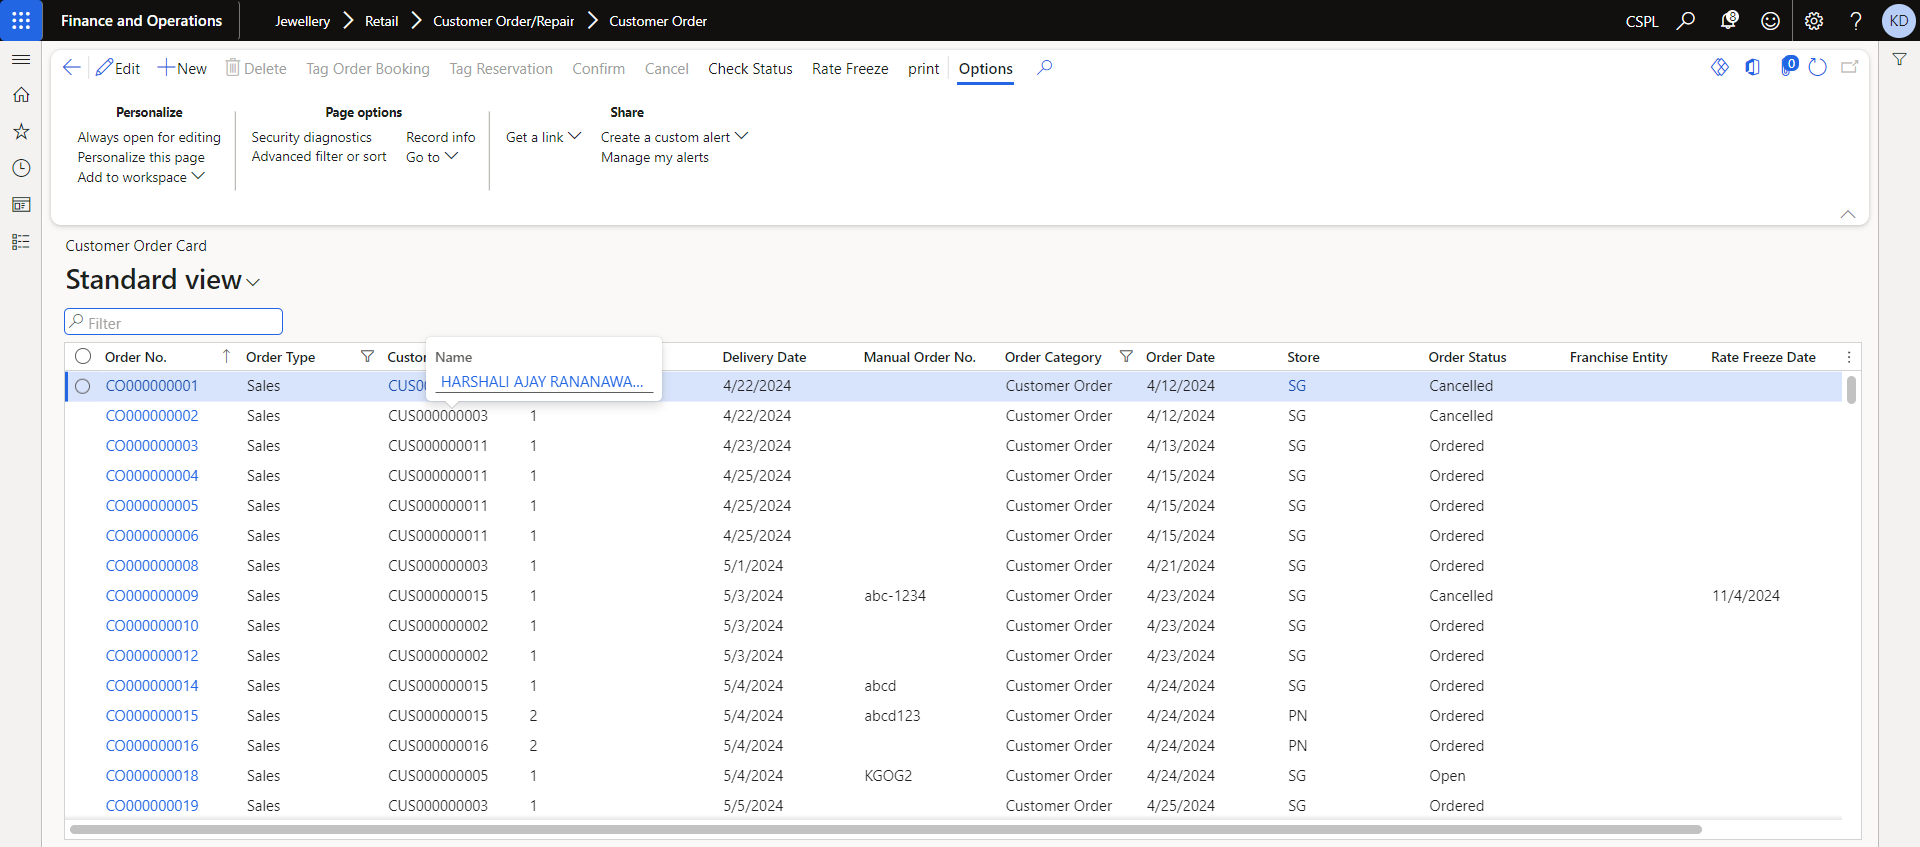 Finance and Operations Jewellery Retail Customer Order/Repair Customer Order CSPL 8 ? KD
Edit New Delete Tag Order Booking Tag Reservation Confirm Cancel Check Status Rate Freeze print Options 0
Personalize Page options Share
Always open for editing Security diagnostics Record info Get a link Create a custom alert
Personalize this page Advanced filter or sort Go to Manage my alerts
Add to workspace
Customer Order Card
Standard view
Filter
Order No. Order Type Custo Name Delivery Date Manual Order No. Order Category Order Date Store Order Status Franchise Entity Rate Freeze Date
CO000000001 Sales CUS00 HARSHALI AJAY RANANAWA... 4/22/2024 Customer Order 4/12/2024 SG Cancelled
CO000000002 Sales CUS000000003 1 4/22/2024 Customer Order 4/12/2024 SG Cancelled
CO000000003 Sales CUS000000011 1 4/23/2024 Customer Order 4/13/2024 SG Ordered
CO000000004 Sales CUS000000011 1 4/25/2024 Customer Order 4/15/2024 SG Ordered
CO000000005 Sales CUS000000011 1 4/25/2024 Customer Order 4/15/2024 SG Ordered
CO000000006 Sales CUS000000011 1 4/25/2024 Customer Order 4/15/2024 SG Ordered
CO000000008 Sales CUS000000003 1 5/1/2024 Customer Order 4/21/2024 SG Ordered
CO000000009 Sales CUS000000015 1 5/3/2024 abc-1234 Customer Order 4/23/2024 SG Cancelled 11/4/2024
CO000000010 Sales CUS000000002 1 5/3/2024 Customer Order 4/23/2024 SG Ordered
CO000000012 Sales CUS000000002 1 5/3/2024 Customer Order 4/23/2024 SG Ordered
CO000000014 Sales CUS000000015 1 5/4/2024 abcd Customer Order 4/24/2024 SG Ordered
CO000000015 Sales CUS000000015 2 5/4/2024 abcd123 Customer Order 4/24/2024 PN Ordered
CO000000016 Sales CUS000000016 2 5/4/2024 Customer Order 4/24/2024 PN Ordered
CO000000018 Sales CUS000000005 1 5/4/2024 KGOG2 Customer Order 4/24/2024 SG Open
CO000000019 Sales CUS000000003 1 5/5/2024 Customer Order 4/25/2024 SG Ordered